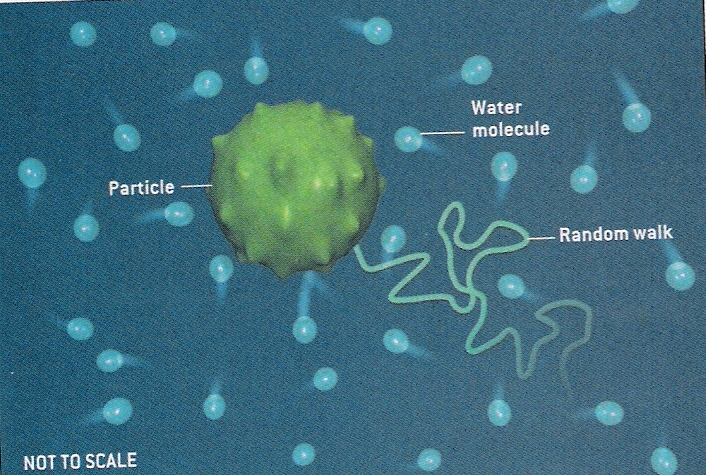 Water
molecule
Particle
Random walk
NOT TO SCALE